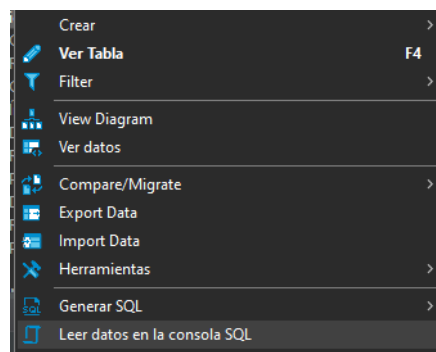 Crear
Ver Tabla F4
Filter
View Diagram
Ver datos
Compare/Migrate
Export Data
Import Data
Herramientas
SQL Generar SQL
Leer datos en la consola SQL